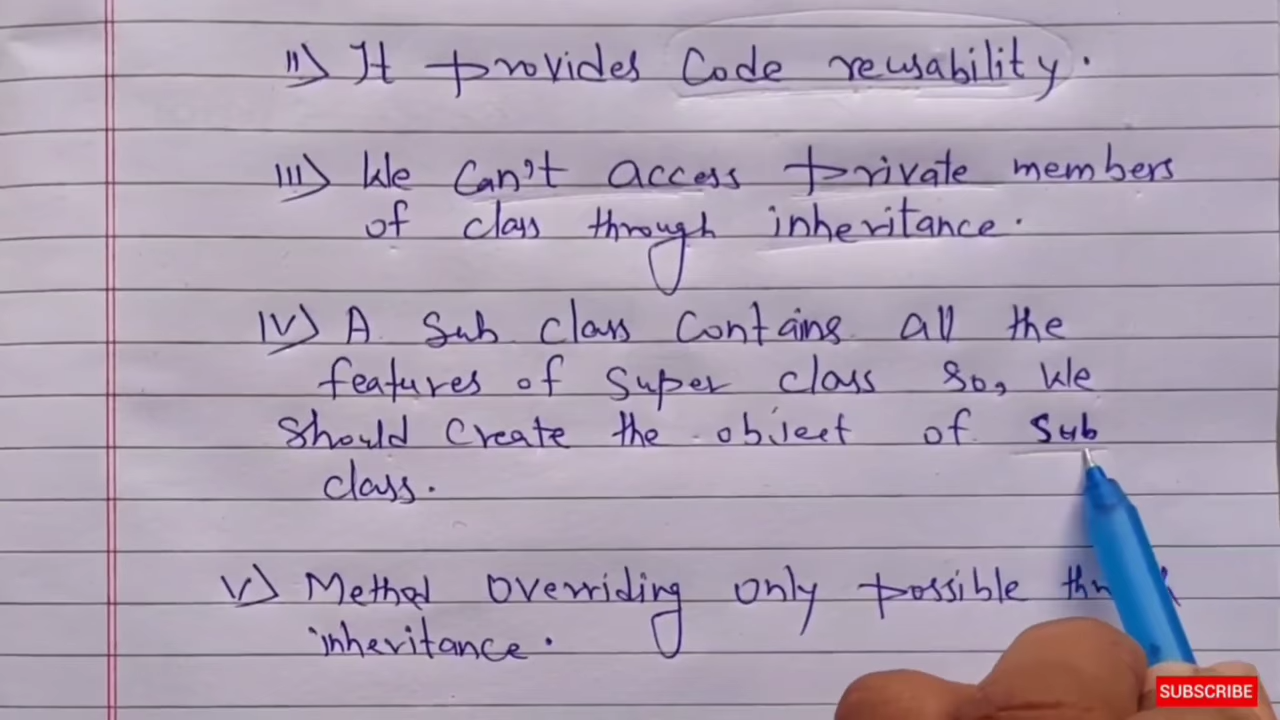 II) It provides Code reusability.
III) We Can't access private members
of class through inheritance.
IV) A Sub class Contains all the
features of Super class so, We
Should Create the object of Sub
class.
V) Method Overriding only possible
inheritance.
SUBSCRIBE